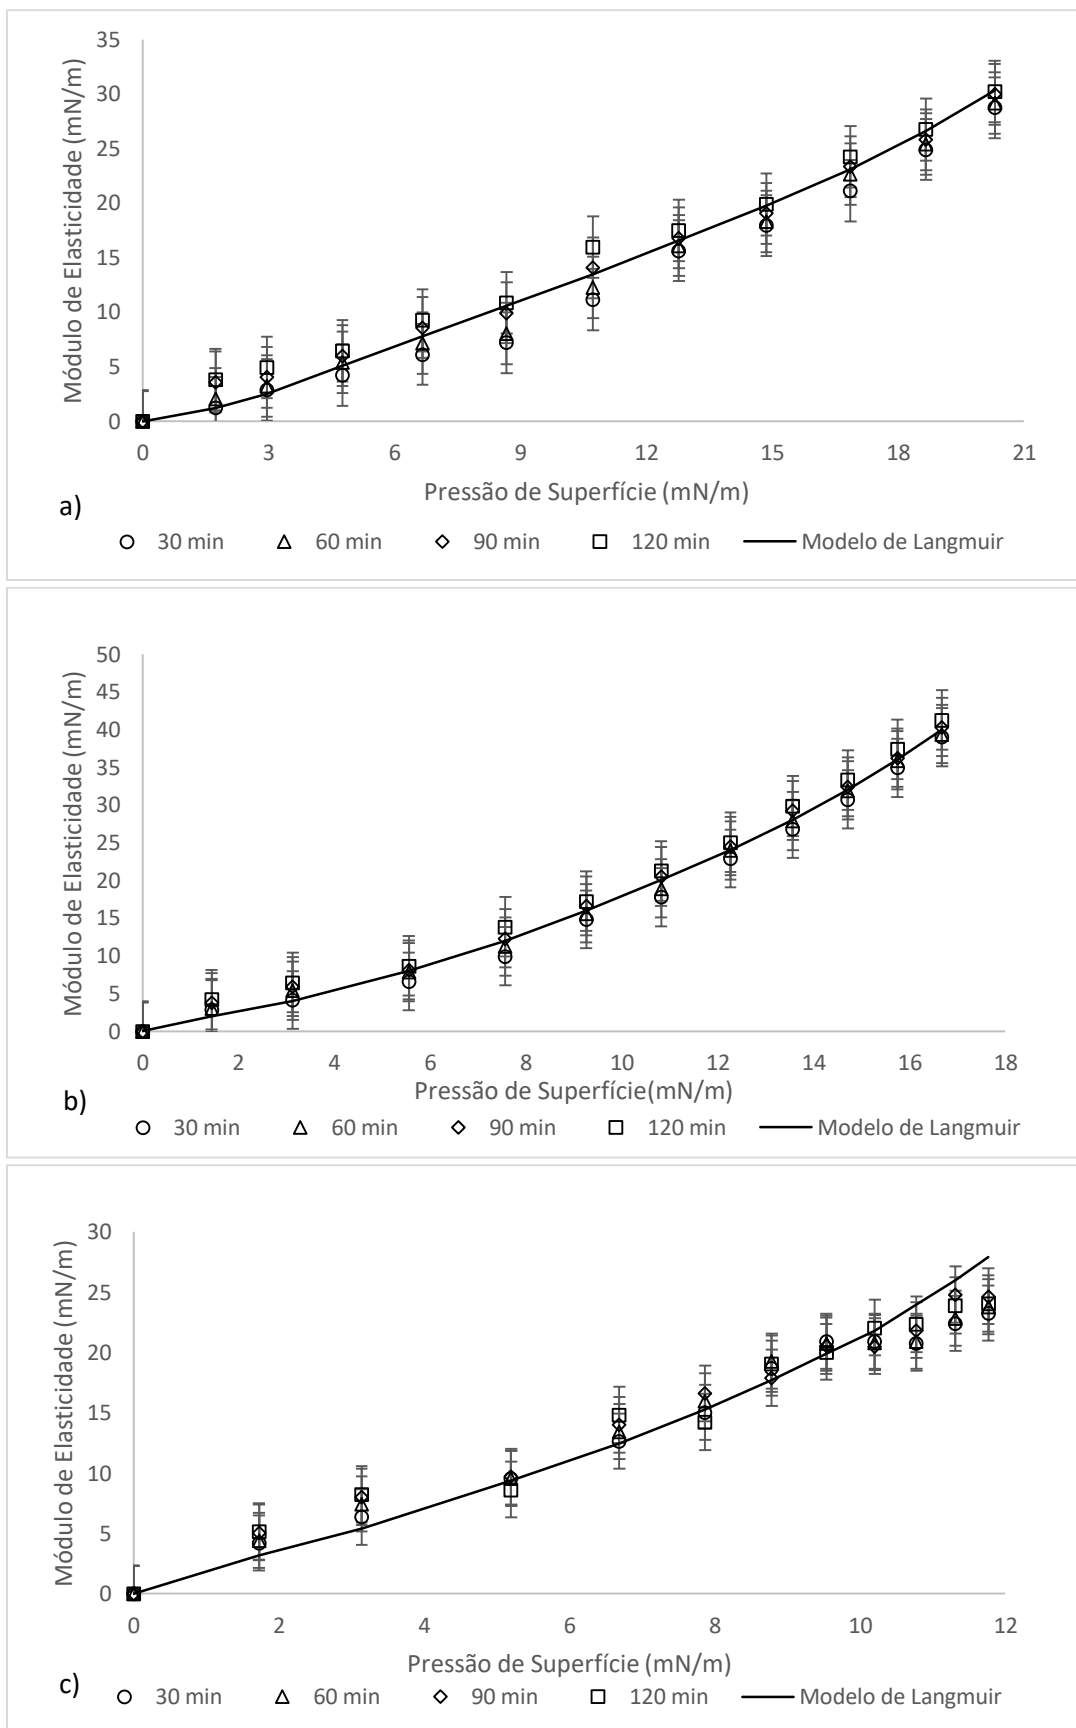 35
30
25
20
15
10
5
0
Módulo de Elasticidade (mN/m)
0 3 6 9 12 15 18 21
Pressão de Superfície (mN/m)
a)
30 min 60 min 90 min 120 min Modelo de Langmuir
50
45
40
35
30
25
20
15
10
5
0
Módulo de Elasticidade (mN/m)
0 2 4 6 8 10 12 14 16 18
Pressão de Superfície(mN/m)
b)
30 min 60 min 90 min 120 min Modelo de Langmuir
30
25
20
15
10
5
0
Módulo de Elasticidade (mN/m)
0 2 4 6 8 10 12
Pressão de Superfície (mN/m)
c)
30 min 60 min 90 min 120 min Modelo de Langmuir